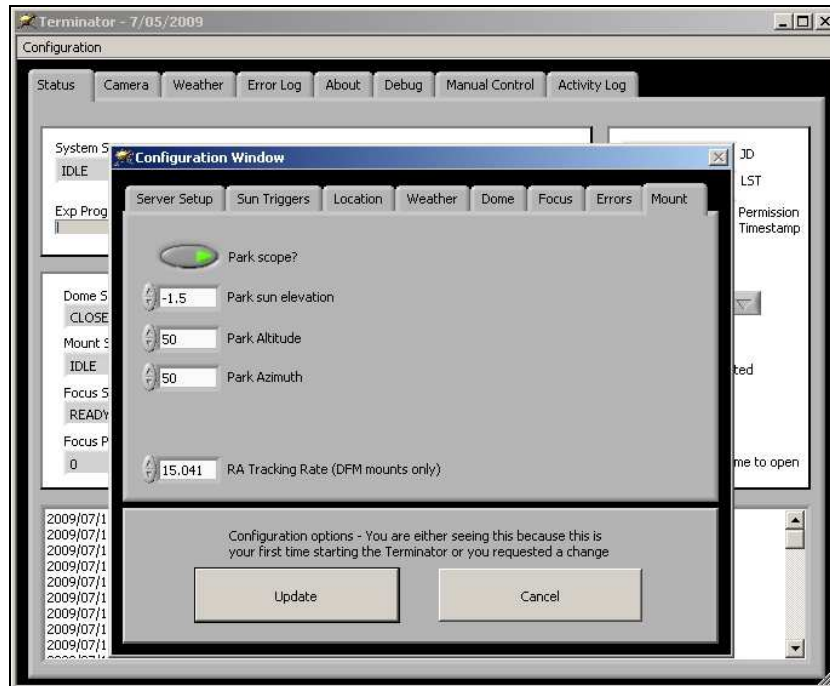 Terminator - 7/05/2009
Configuration
Status Camera Weather Error Log About Debug Manual Control Activity Log
System S
IDLE
Exp Prog
Dome S
CLOSE
Mount S
IDLE
Focus S
READY
Focus P
0
JD
LST
Permission
Timestamp
ted
me to open
Configuration Window
Server Setup Sun Triggers Location Weather Dome Focus Errors Mount
Park scope?
-1.5 Park sun elevation
50 Park Altitude
50 Park Azimuth
15.041 RA Tracking Rate (DFM mounts only)
Configuration options - You are either seeing this because this is
your first time starting the Terminator or you requested a change
Update Cancel
2009/07/1
2009/07/1
2009/07/1
2009/07/1
2009/07/1
2009/07/1
2009/07/1
2009/07/1
2009/07/1